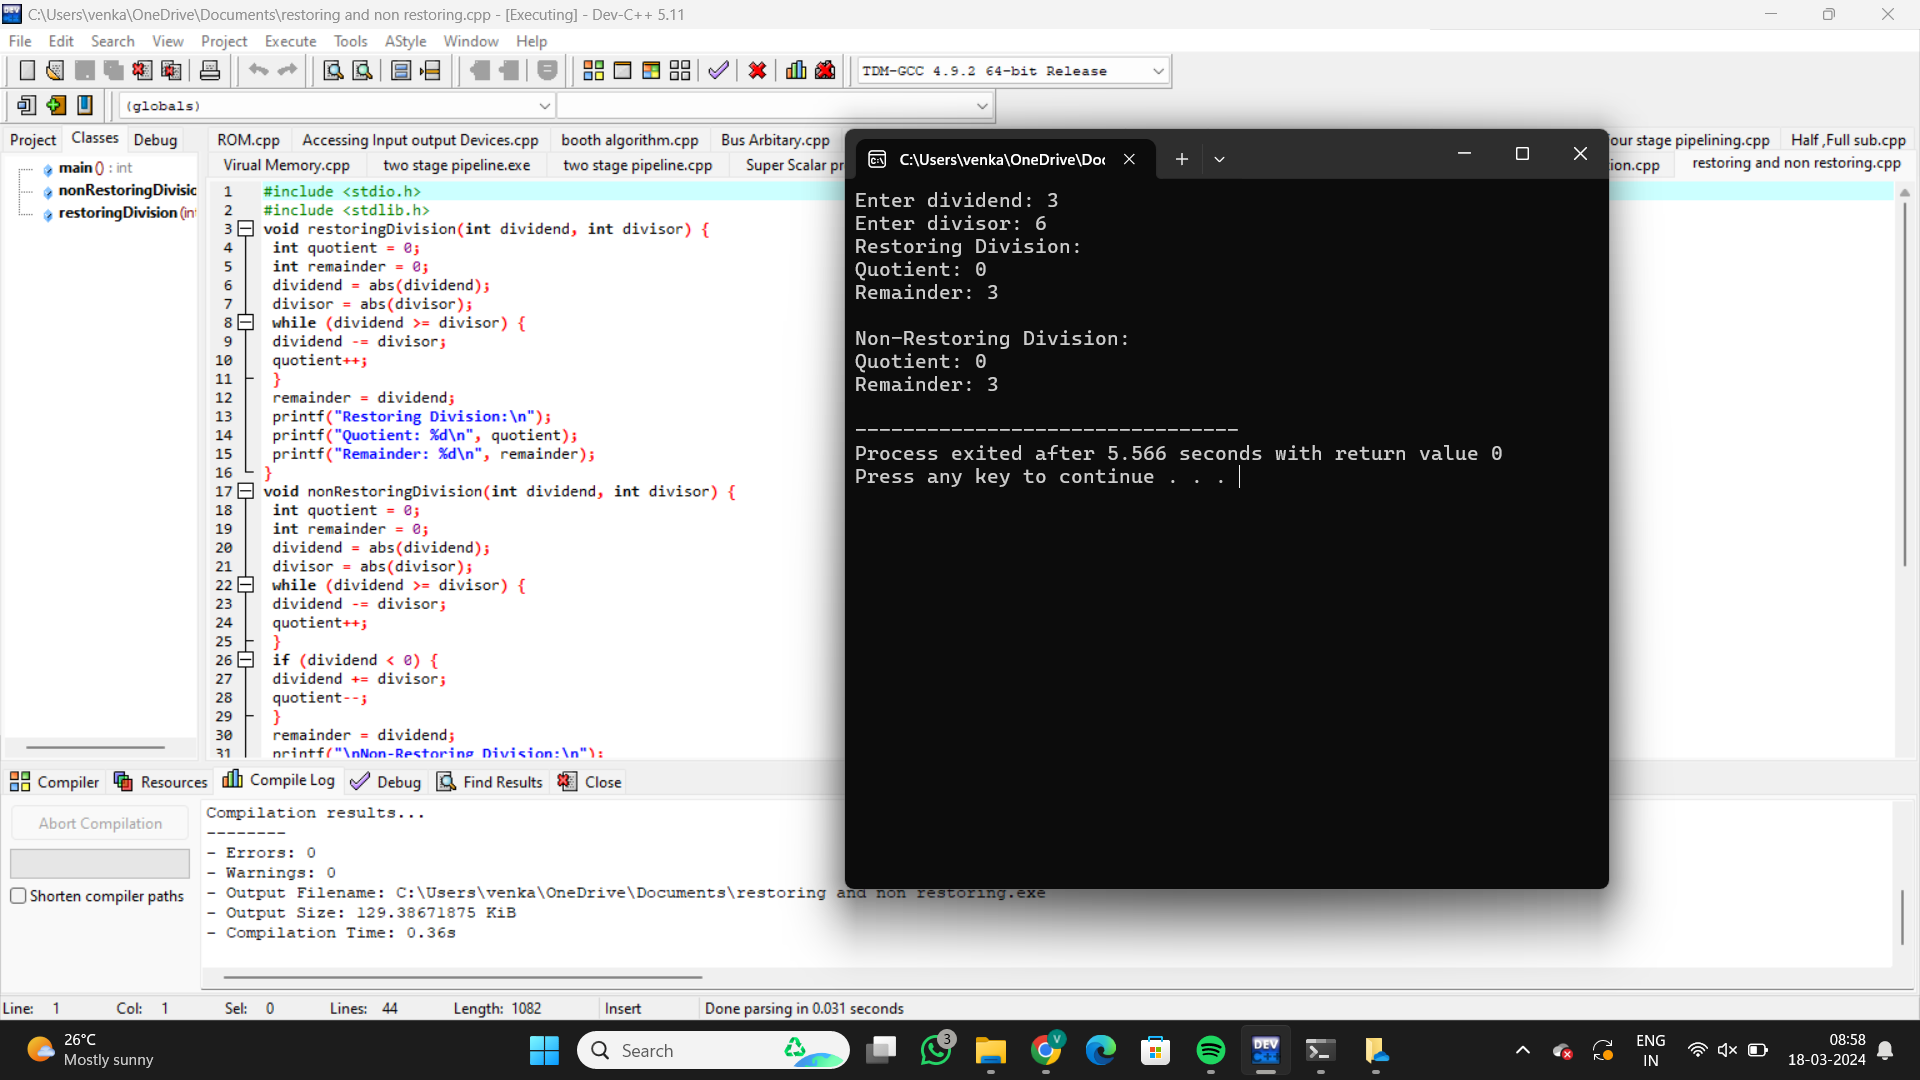 C:\Users\venka\OneDrive\Documents\restoring and non restoring.cpp - [Executing] - Dev-C++ 5.11
File Edit Search View Project Execute Tools AStyle Window Help
TDM-GCC 4.9.2 64-bit Release
(globals)
Project Classes Debug
ROM.cpp Accessing Input output Devices.cpp booth algorithm.cpp Bus Arbitary.cpp our stage pipelining.cpp Half ,Full sub.cpp
Virual Memory.cpp two stage pipeline.exe two stage pipeline.cpp Super Scalar pr ion.cpp restoring and non restoring.cpp
main () : int
nonRestoringDivisic
restoringDivision (in
1 #include <stdio.h>
2 #include <stdlib.h>
3 void restoringDivision(int dividend, int divisor) {
4 int quotient = 0;
5 int remainder = 0;
6 dividend = abs(dividend);
7 divisor = abs(divisor);
8 while (dividend >= divisor) {
9 dividend -= divisor;
10 quotient++;
11 }
12 remainder = dividend;
13 printf("Restoring Division:\n");
14 printf("Quotient: %d\n", quotient);
15 printf("Remainder: %d\n", remainder);
16 }
17 void nonRestoringDivision(int dividend, int divisor) {
18 int quotient = 0;
19 int remainder = 0;
20 dividend = abs(dividend);
21 divisor = abs(divisor);
22 while (dividend >= divisor) {
23 dividend -= divisor;
24 quotient++;
25 }
26 if (dividend < 0) {
27 dividend += divisor;
28 quotient--;
29 }
30 remainder = dividend;
31 printf("\nNon-Restoring Division:\n");
C:\Users\venka\OneDrive\Doc
Enter dividend: 3
Enter divisor: 6
Restoring Division:
Quotient: 0
Remainder: 3
Non-Restoring Division:
Quotient: 0
Remainder: 3
--------------------------------
Process exited after 5.566 seconds with return value 0
Press any key to continue . . .
Compiler Resources Compile Log Debug Find Results Close
Abort Compilation
Shorten compiler paths
Compilation results...
--------
- Errors: 0
- Warnings: 0
- Output Filename: C:\Users\venka\OneDrive\Documents\restoring and non restoring.exe
- Output Size: 129.38671875 KiB
- Compilation Time: 0.36s
Line: 1 Col: 1 Sel: 0 Lines: 44 Length: 1082 Insert Done parsing in 0.031 seconds
26°C
Mostly sunny
Search
3
V
DEV
C++
ENG
IN
08:58
18-03-2024